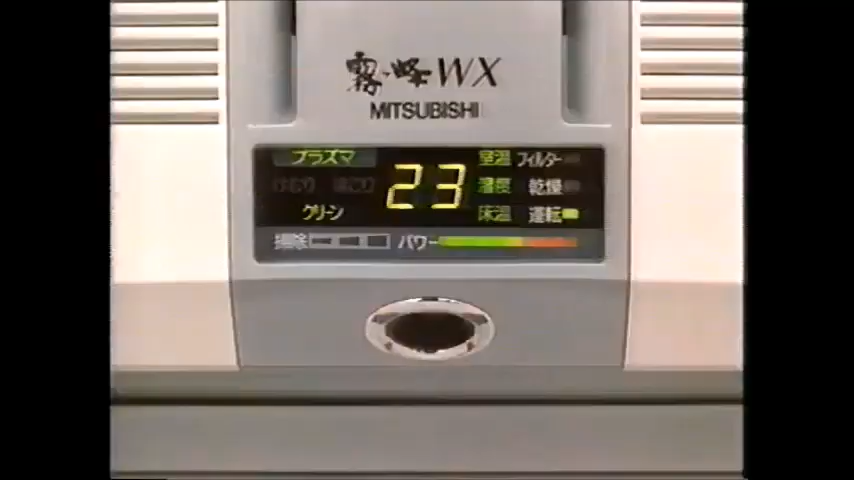 霧ヶ峰WX
MITSUBISHI
プラズマ 23 室温 フィルター
湿度 乾燥
グリーン 床温 運転
掃除 パワー